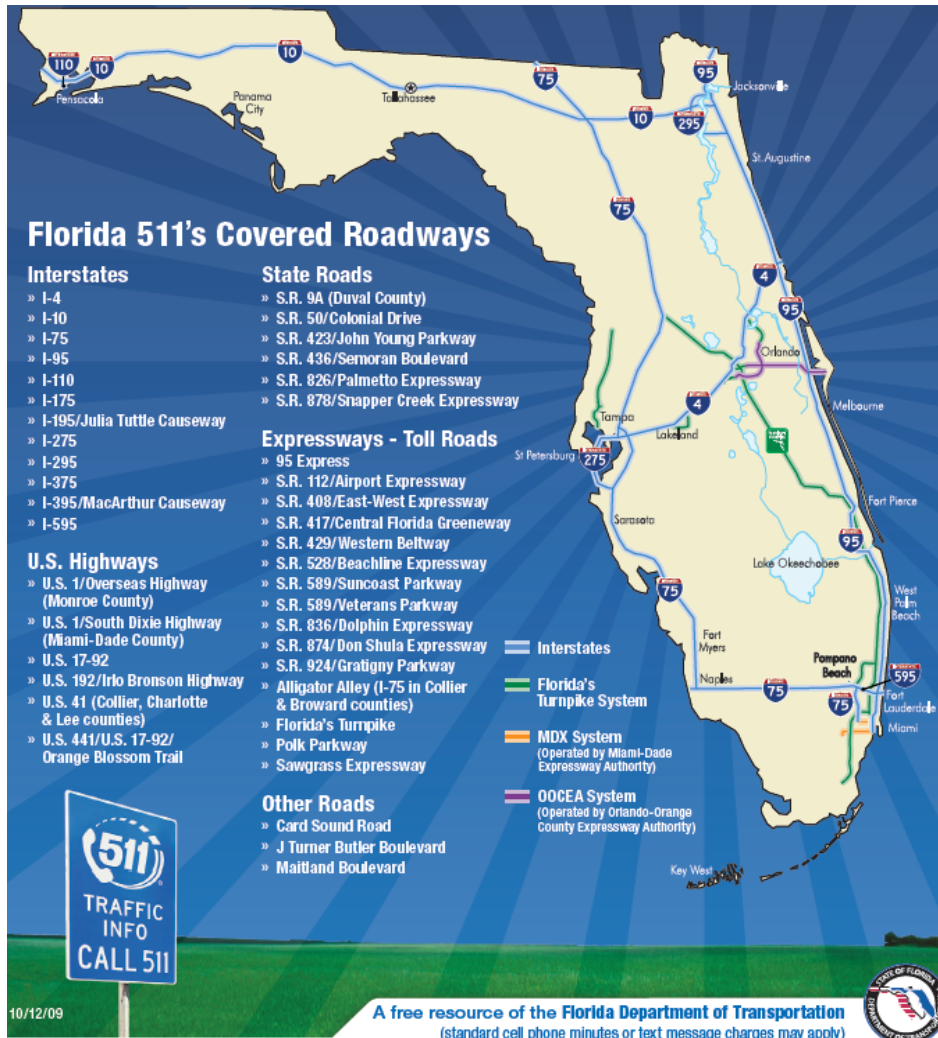 110
10
10
75
95
Pensacola
Panama
City
Tallahassee
Jacksonville
10
295
St. Augustine
75
Florida 511's Covered Roadways
Interstates
» I-4
» I-10
» I-75
» I-95
» I-110
» I-175
» I-195/Julia Tuttle Causeway
» I-275
» I-295
» I-375
» I-395/MacArthur Causeway
» I-595
U.S. Highways
» U.S. 1/Overseas Highway
(Monroe County)
» U.S. 1/South Dixie Highway
(Miami-Dade County)
» U.S. 17-92
» U.S. 192/Irlo Bronson Highway
» U.S. 41 (Collier, Charlotte
& Lee counties)
» U.S. 441/U.S. 17-92/
Orange Blossom Trail
State Roads
» S.R. 9A (Duval County)
» S.R. 50/Colonial Drive
» S.R. 423/John Young Parkway
» S.R. 436/Semoran Boulevard
» S.R. 826/Palmetto Expressway
» S.R. 878/Snapper Creek Expressway
Expressways - Toll Roads
» 95 Express
» S.R. 112/Airport Expressway
» S.R. 408/East-West Expressway
» S.R. 417/Central Florida Greeneway
» S.R. 429/Western Beltway
» S.R. 528/Beachline Expressway
» S.R. 589/Suncoast Parkway
» S.R. 589/Veterans Parkway
» S.R. 836/Dolphin Expressway
» S.R. 874/Don Shula Expressway
» S.R. 924/Gratigny Parkway
» Alligator Alley (I-75 in Collier
& Broward counties)
» Florida's Turnpike
» Polk Parkway
» Sawgrass Expressway
Other Roads
» Card Sound Road
» J Turner Butler Boulevard
» Maitland Boulevard
4
95
Orlando
4
Tampa
Lakeland
Melbourne
St Petersburg
275
Fort Pierce
Sarasota
95
Lake Okeechobee
75
West
Palm
Beach
Fort
Myers
Pompano
Beach
595
Naples
75
75
Fort
Lauderdale
Miami
Key West
Interstates
Florida's
Turnpike System
MDX System
(Operated by Miami-Dade
Expressway Authority)
OOCEA System
(Operated by Orlando-Orange
County Expressway Authority)
511
TRAFFIC
INFO
CALL 511
10/12/09
A free resource of the Florida Department of Transportation
(standard cell phone minutes or text message charges may apply)
STATE OF FLORIDA